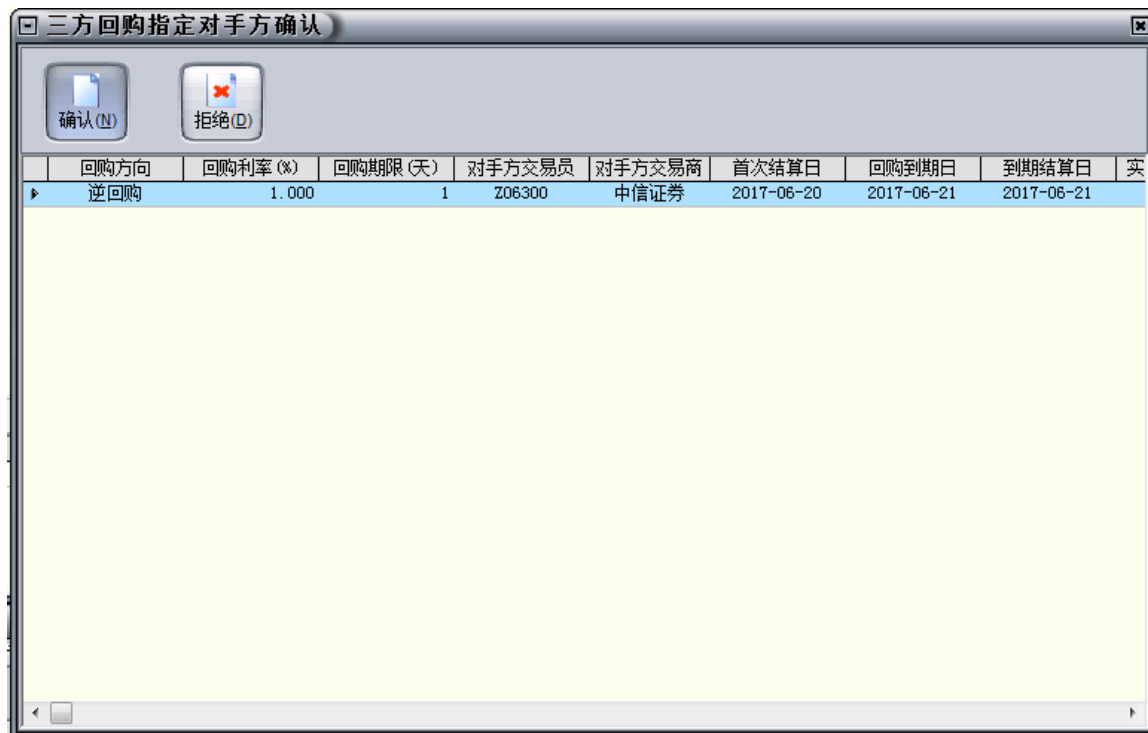 三方回购指定对手方确认
确认(N) 拒绝(D)
回购方向 回购利率(%) 回购期限(天) 对手方交易员 对手方交易商 首次结算日 回购到期日 到期结算日 实
逆回购 1.000 1 Z06300 中信证券 2017-06-20 2017-06-21 2017-06-21